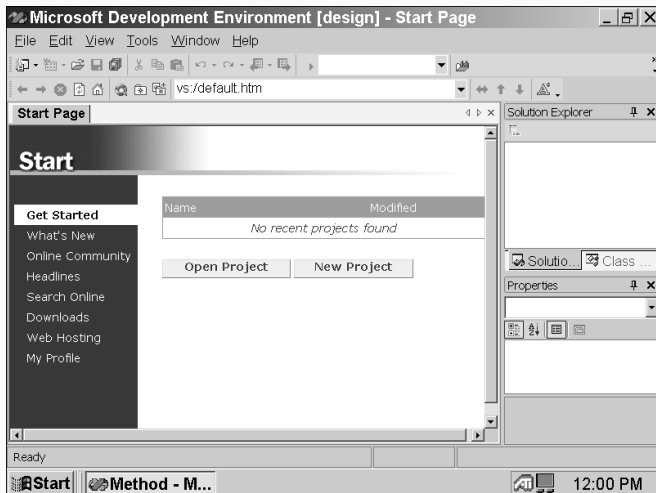 Microsoft Development Environment [design] - Start Page
File Edit View Tools Window Help
vs:/default.htm
Start Page
Solution Explorer
Start
Get Started
What's New
Online Community
Headlines
Search Online
Downloads
Web Hosting
My Profile
Name Modified
No recent projects found
Open Project New Project
Solutio... Class ...
Properties
Ready
Start Method - M... 12:00 PM